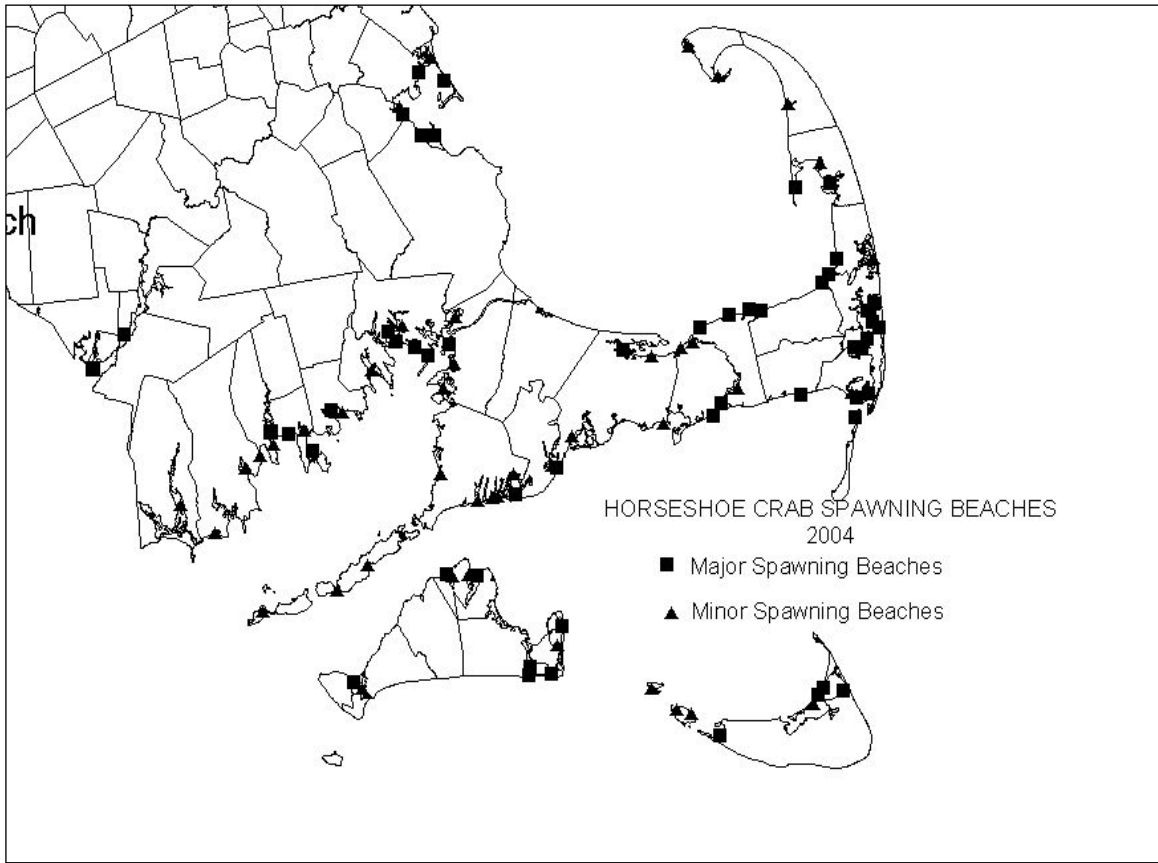 ch
HORSESHOE CRAB SPAWNING BEACHES
2004
Major Spawning Beaches
Minor Spawning Beaches